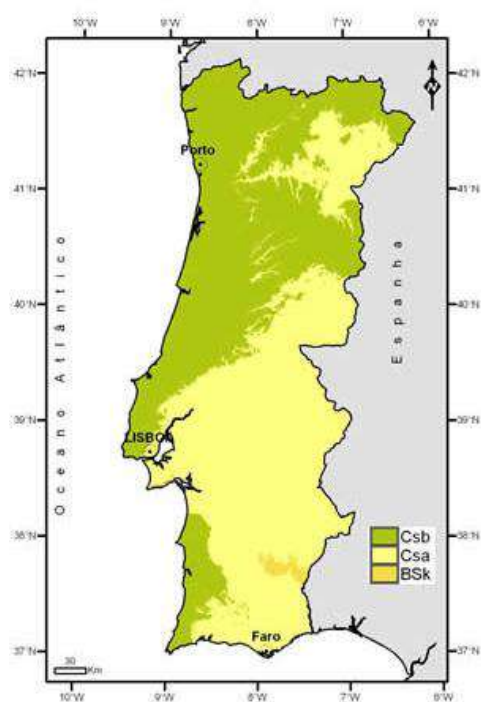 10°W 9°W 8°W 7°W 6°W
42°N 42°N
N
Porto
41°N 41°N
Oceano Atlântico
Espanha
40°N 40°N
39°N 39°N
LISBOA
38°N 38°N
Csb
Csa
BSk
Faro
37°N 37°N
30
Km
10°W 9°W 8°W 7°W 6°W